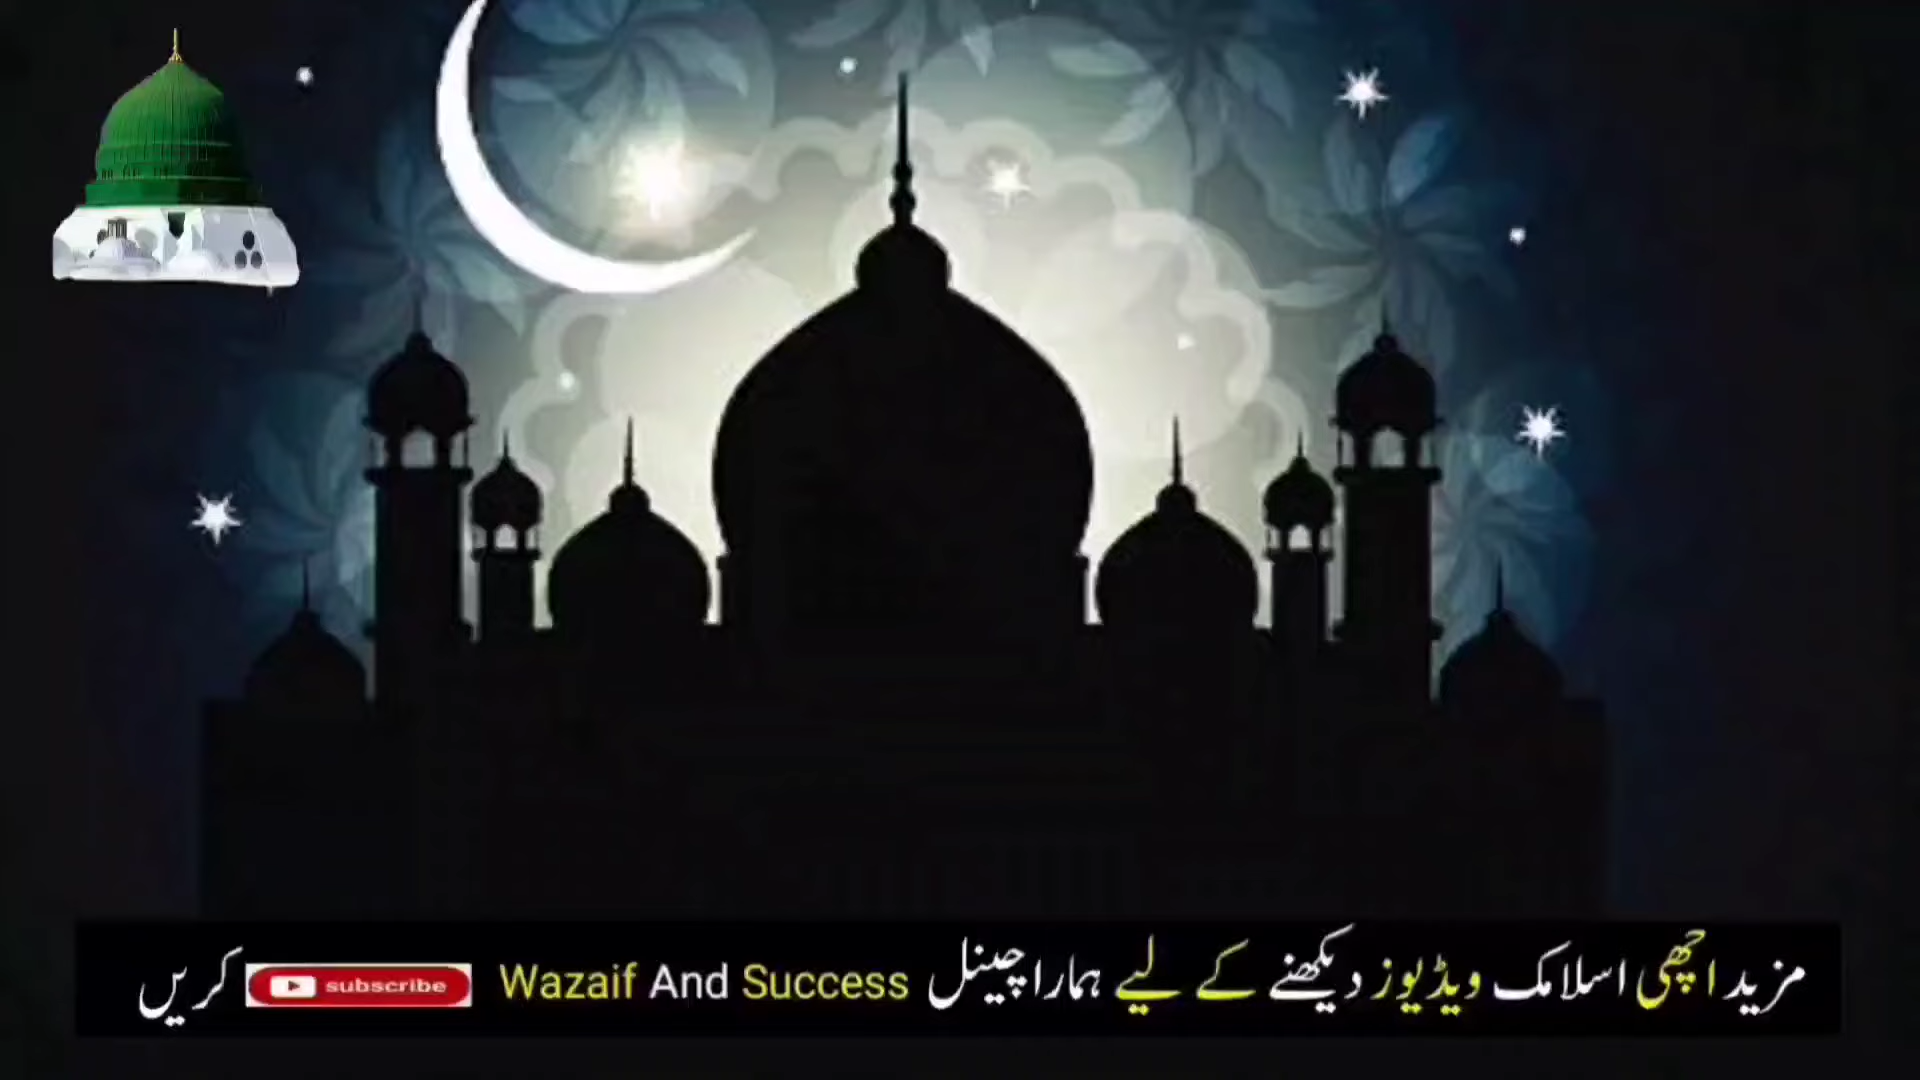 مزید اچھی اسلامک ویڈیوز دیکھنے کے لیے ہمارا چینل Wazaif And Success subscribe کریں